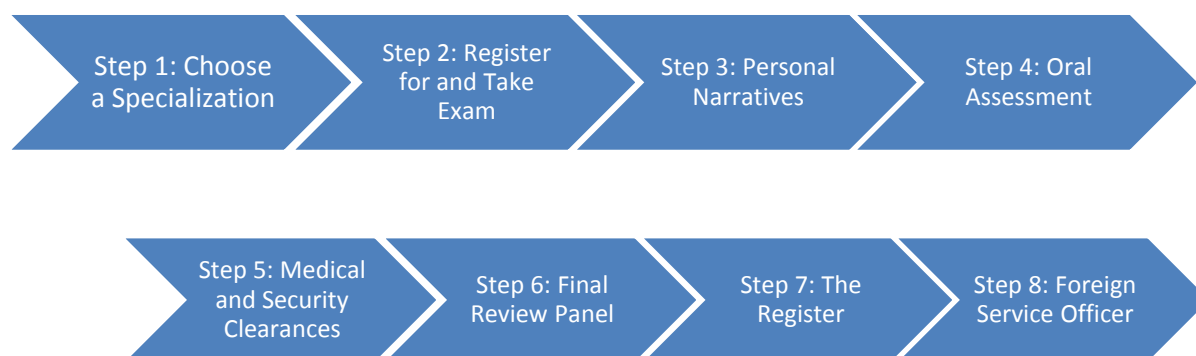 Step 1: Choose
a Specialization
Step 2: Register
for and Take
Exam
Step 3: Personal
Narratives
Step 4: Oral
Assessment
Step 5: Medical
and Security
Clearances
Step 6: Final
Review Panel
Step 7: The
Register
Step 8: Foreign
Service Officer